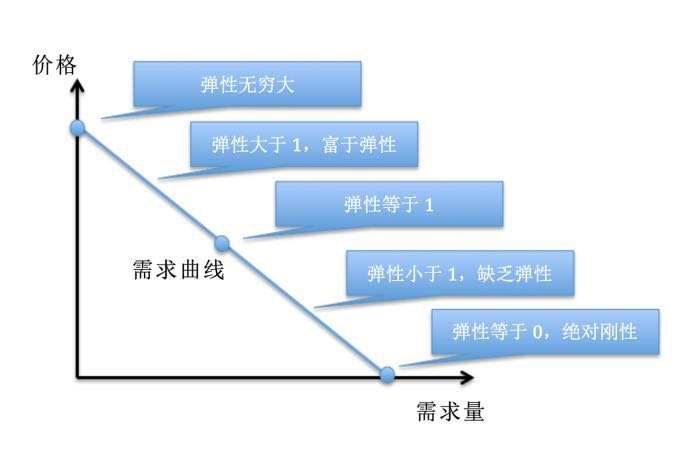 价格
弹性无穷大
弹性大于 1，富于弹性
弹性等于 1
需求曲线
弹性小于 1，缺乏弹性
弹性等于 0，绝对刚性
需求量